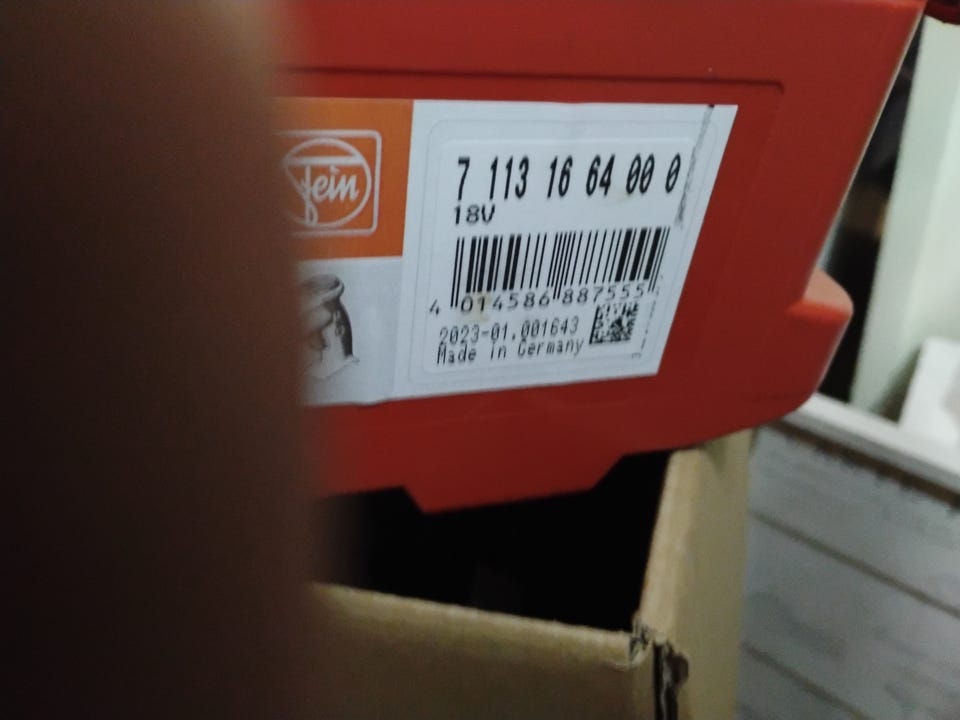 Fein
7 113 16 64 00 0
18V
4 014586 887555
2023-01.001643
Made in Germany